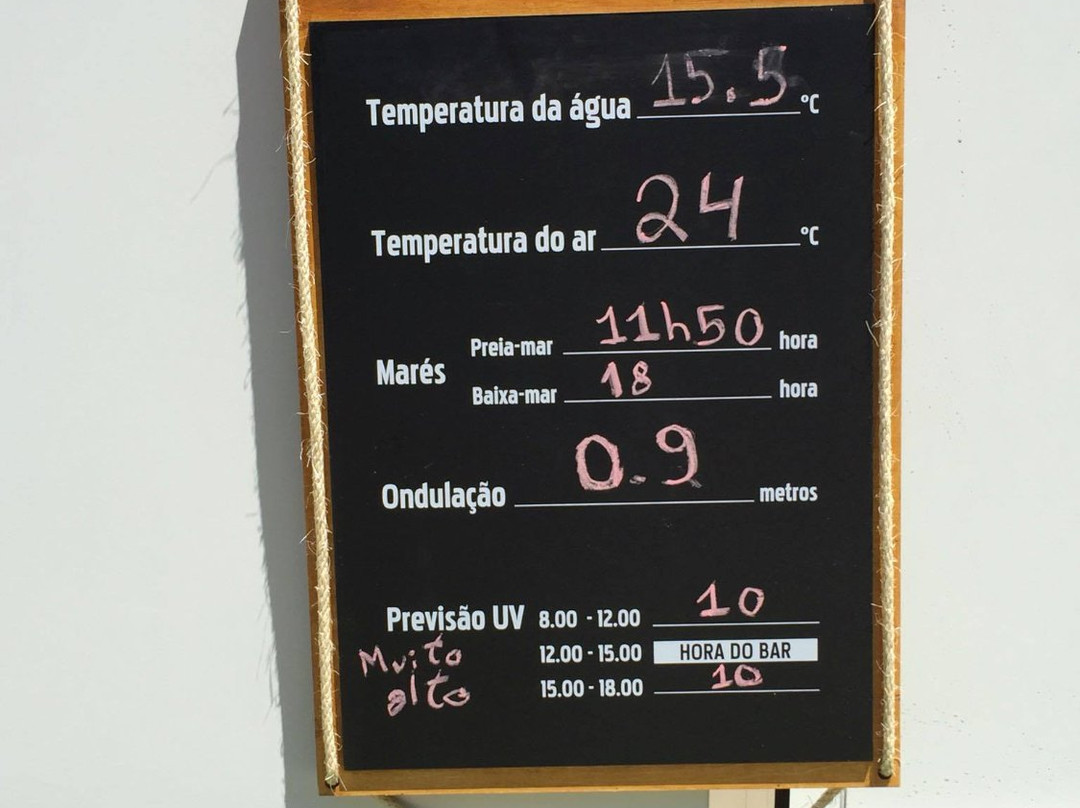 Temperatura da água 15.5 °C
Temperatura do ar 24 °C
Marés
Preia-mar 11h50 hora
Baixa-mar 18 hora
Ondulação 0.9 metros
Previsão UV 8.00 - 12.00 10
Muito alto
12.00 - 15.00 HORA DO BAR
15.00 - 18.00 10